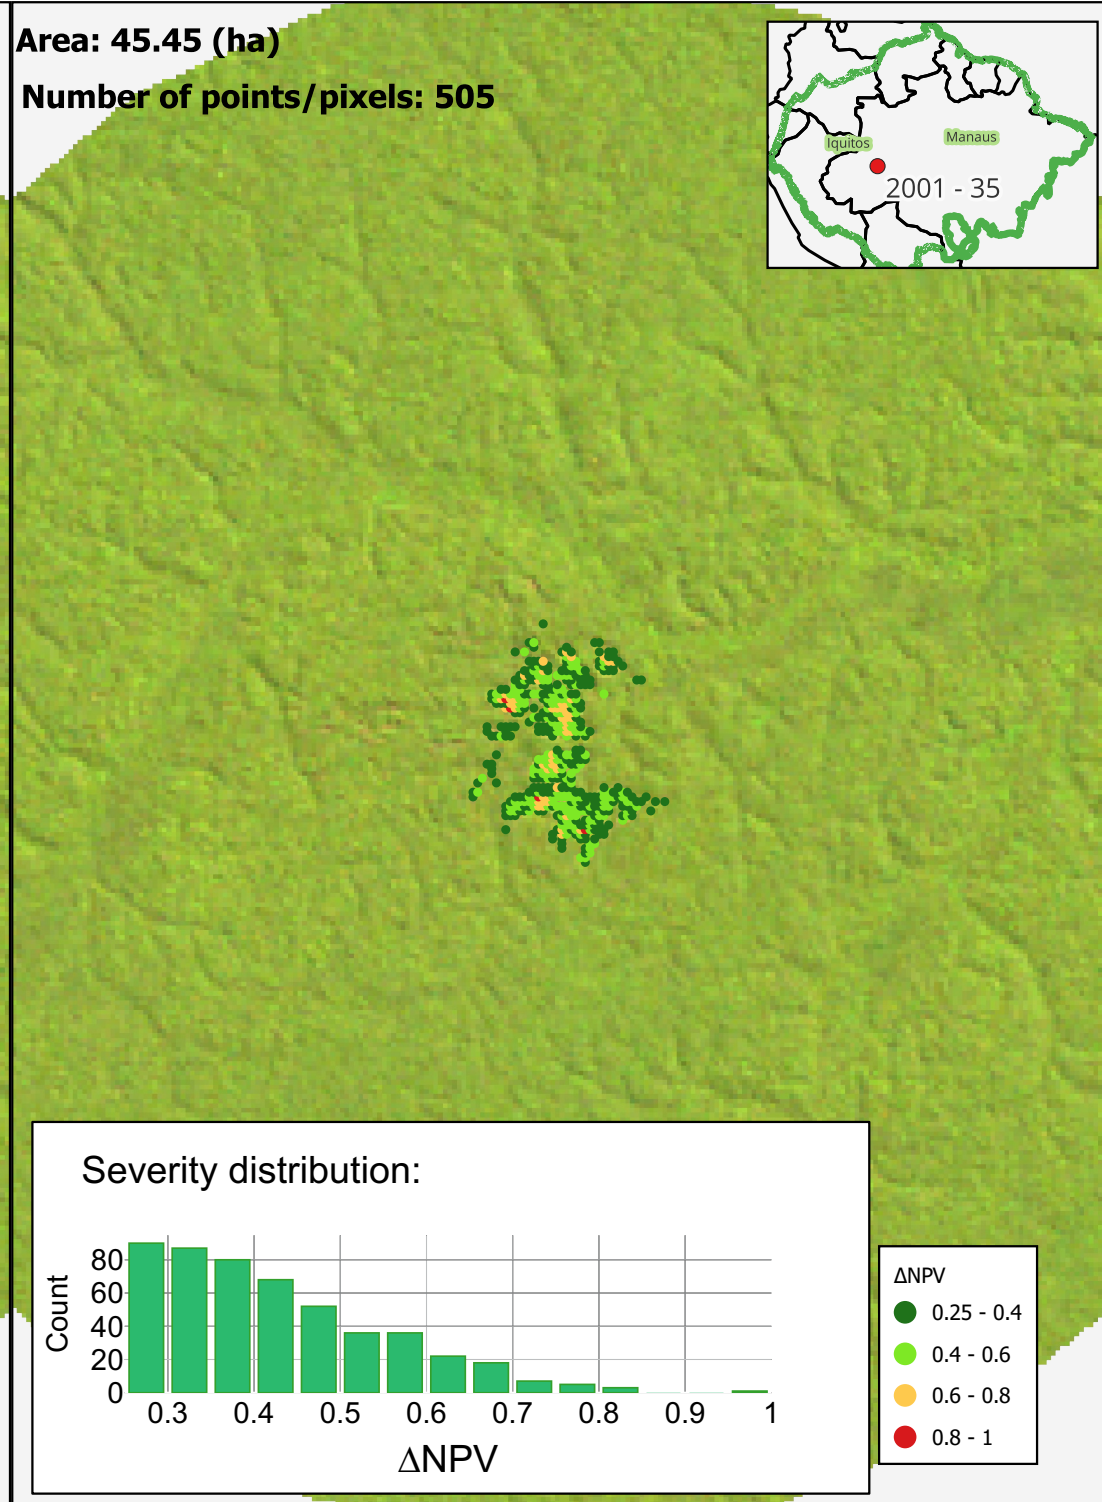 Area: 45.45 (ha)
Number of points/pixels: 505
Iquitos
Manaus
2001 - 35
Severity distribution:
Count
80
60
40
20
0
0.3 0.4 0.5 0.6 0.7 0.8 0.9 1
ΔNPV
ΔNPV
0.25 - 0.4
0.4 - 0.6
0.6 - 0.8
0.8 - 1